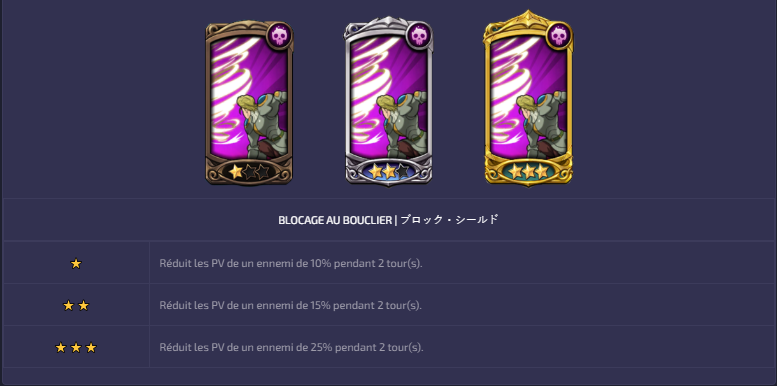 BLOCAGE AU BOUCLIER | ブロック・シールド
Réduit les PV de un ennemi de 10% pendant 2 tour(s).
Réduit les PV de un ennemi de 15% pendant 2 tour(s).
Réduit les PV de un ennemi de 25% pendant 2 tour(s).